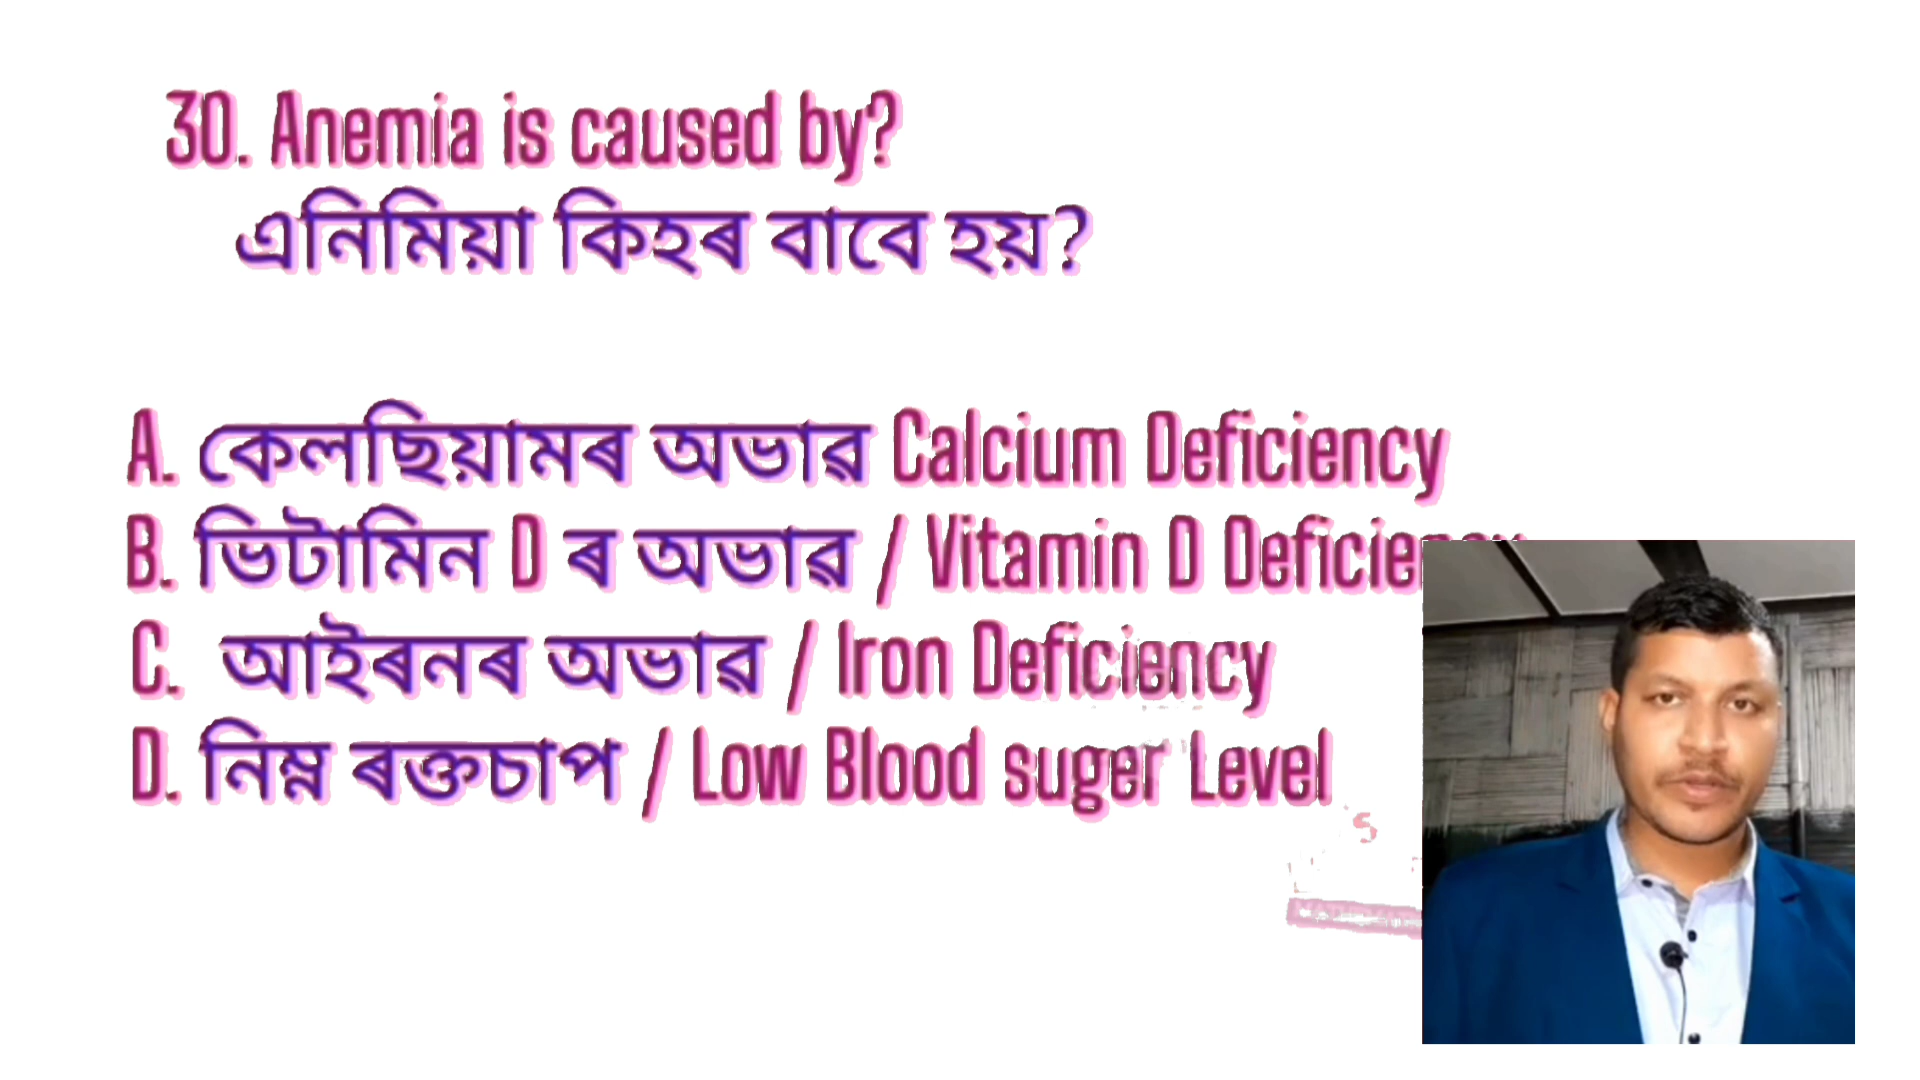 30. Anemia is caused by?
এনিমিয়া কিহৰ বাবে হয়?
A. কেলছিয়ামৰ অভাৱ Calcium Deficiency
B. ভিটামিন D ৰ অভাৱ / Vitamin D
C. আইৰনৰ অভাৱ / Iron Deficiency
D. নিম্ন ৰক্তচাপ / Low Blood suger Level